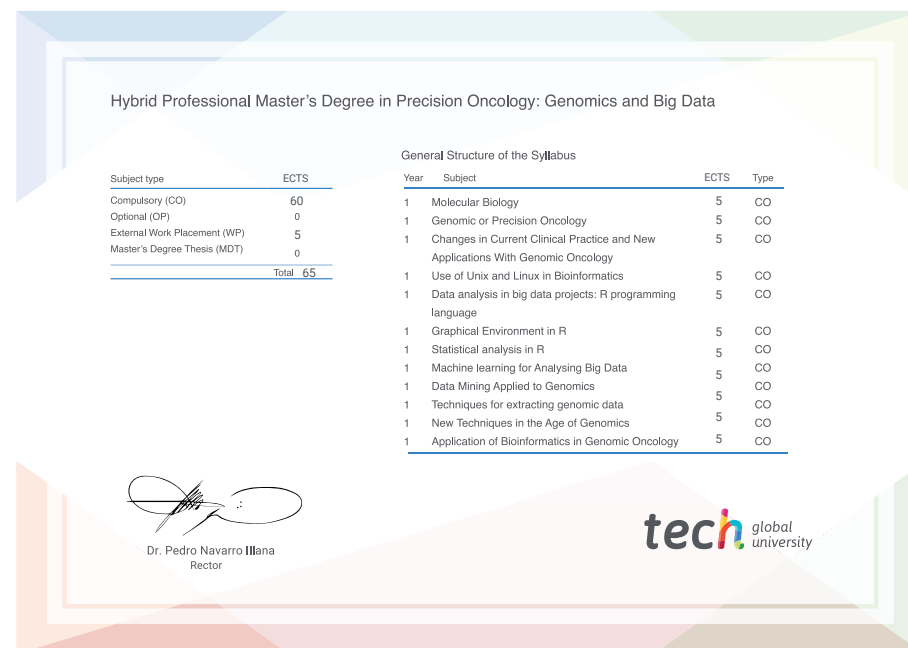 Hybrid Professional Master's Degree in Precision Oncology: Genomics and Big Data
Subject type ECTS
Compulsory (CO) 60
Optional (OP) 0
External Work Placement (WP) 5
Master's Degree Thesis (MDT) 0
Total 65
General Structure of the Syllabus
Year Subject ECTS Type
1 Molecular Biology 5 CO
1 Genomic or Precision Oncology 5 CO
1 Changes in Current Clinical Practice and New 5 CO
Applications With Genomic Oncology
1 Use of Unix and Linux in Bioinformatics 5 CO
1 Data analysis in big data projects: R programming 5 CO
language
1 Graphical Environment in R 5 CO
1 Statistical analysis in R 5 CO
1 Machine learning for Analysing Big Data 5 CO
1 Data Mining Applied to Genomics 5 CO
1 Techniques for extracting genomic data CO
1 New Techniques in the Age of Genomics 5 CO
1 Application of Bioinformatics in Genomic Oncology 5 CO
Dr. Pedro Navarro Illana
Rector
tech global
university